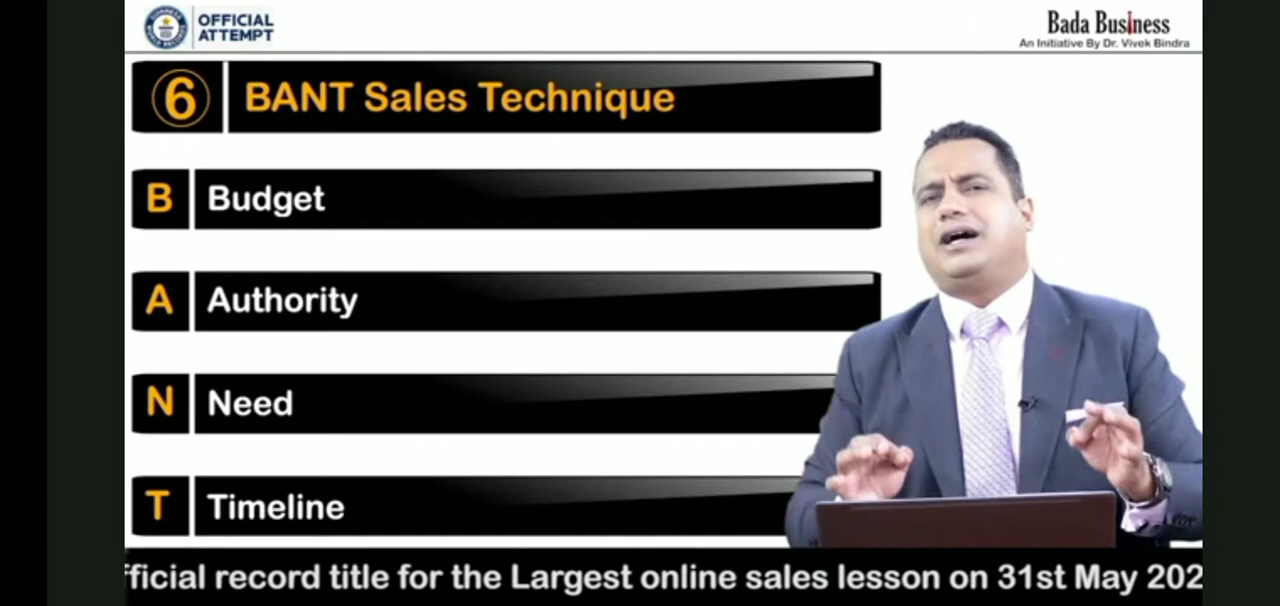 OFFICIAL
ATTEMPT
Bada Business
An Initiative By Dr. Vivek Bindra
6 BANT Sales Technique
B Budget
A Authority
N Need
T Timeline
fficial record title for the Largest online sales lesson on 31st May 202